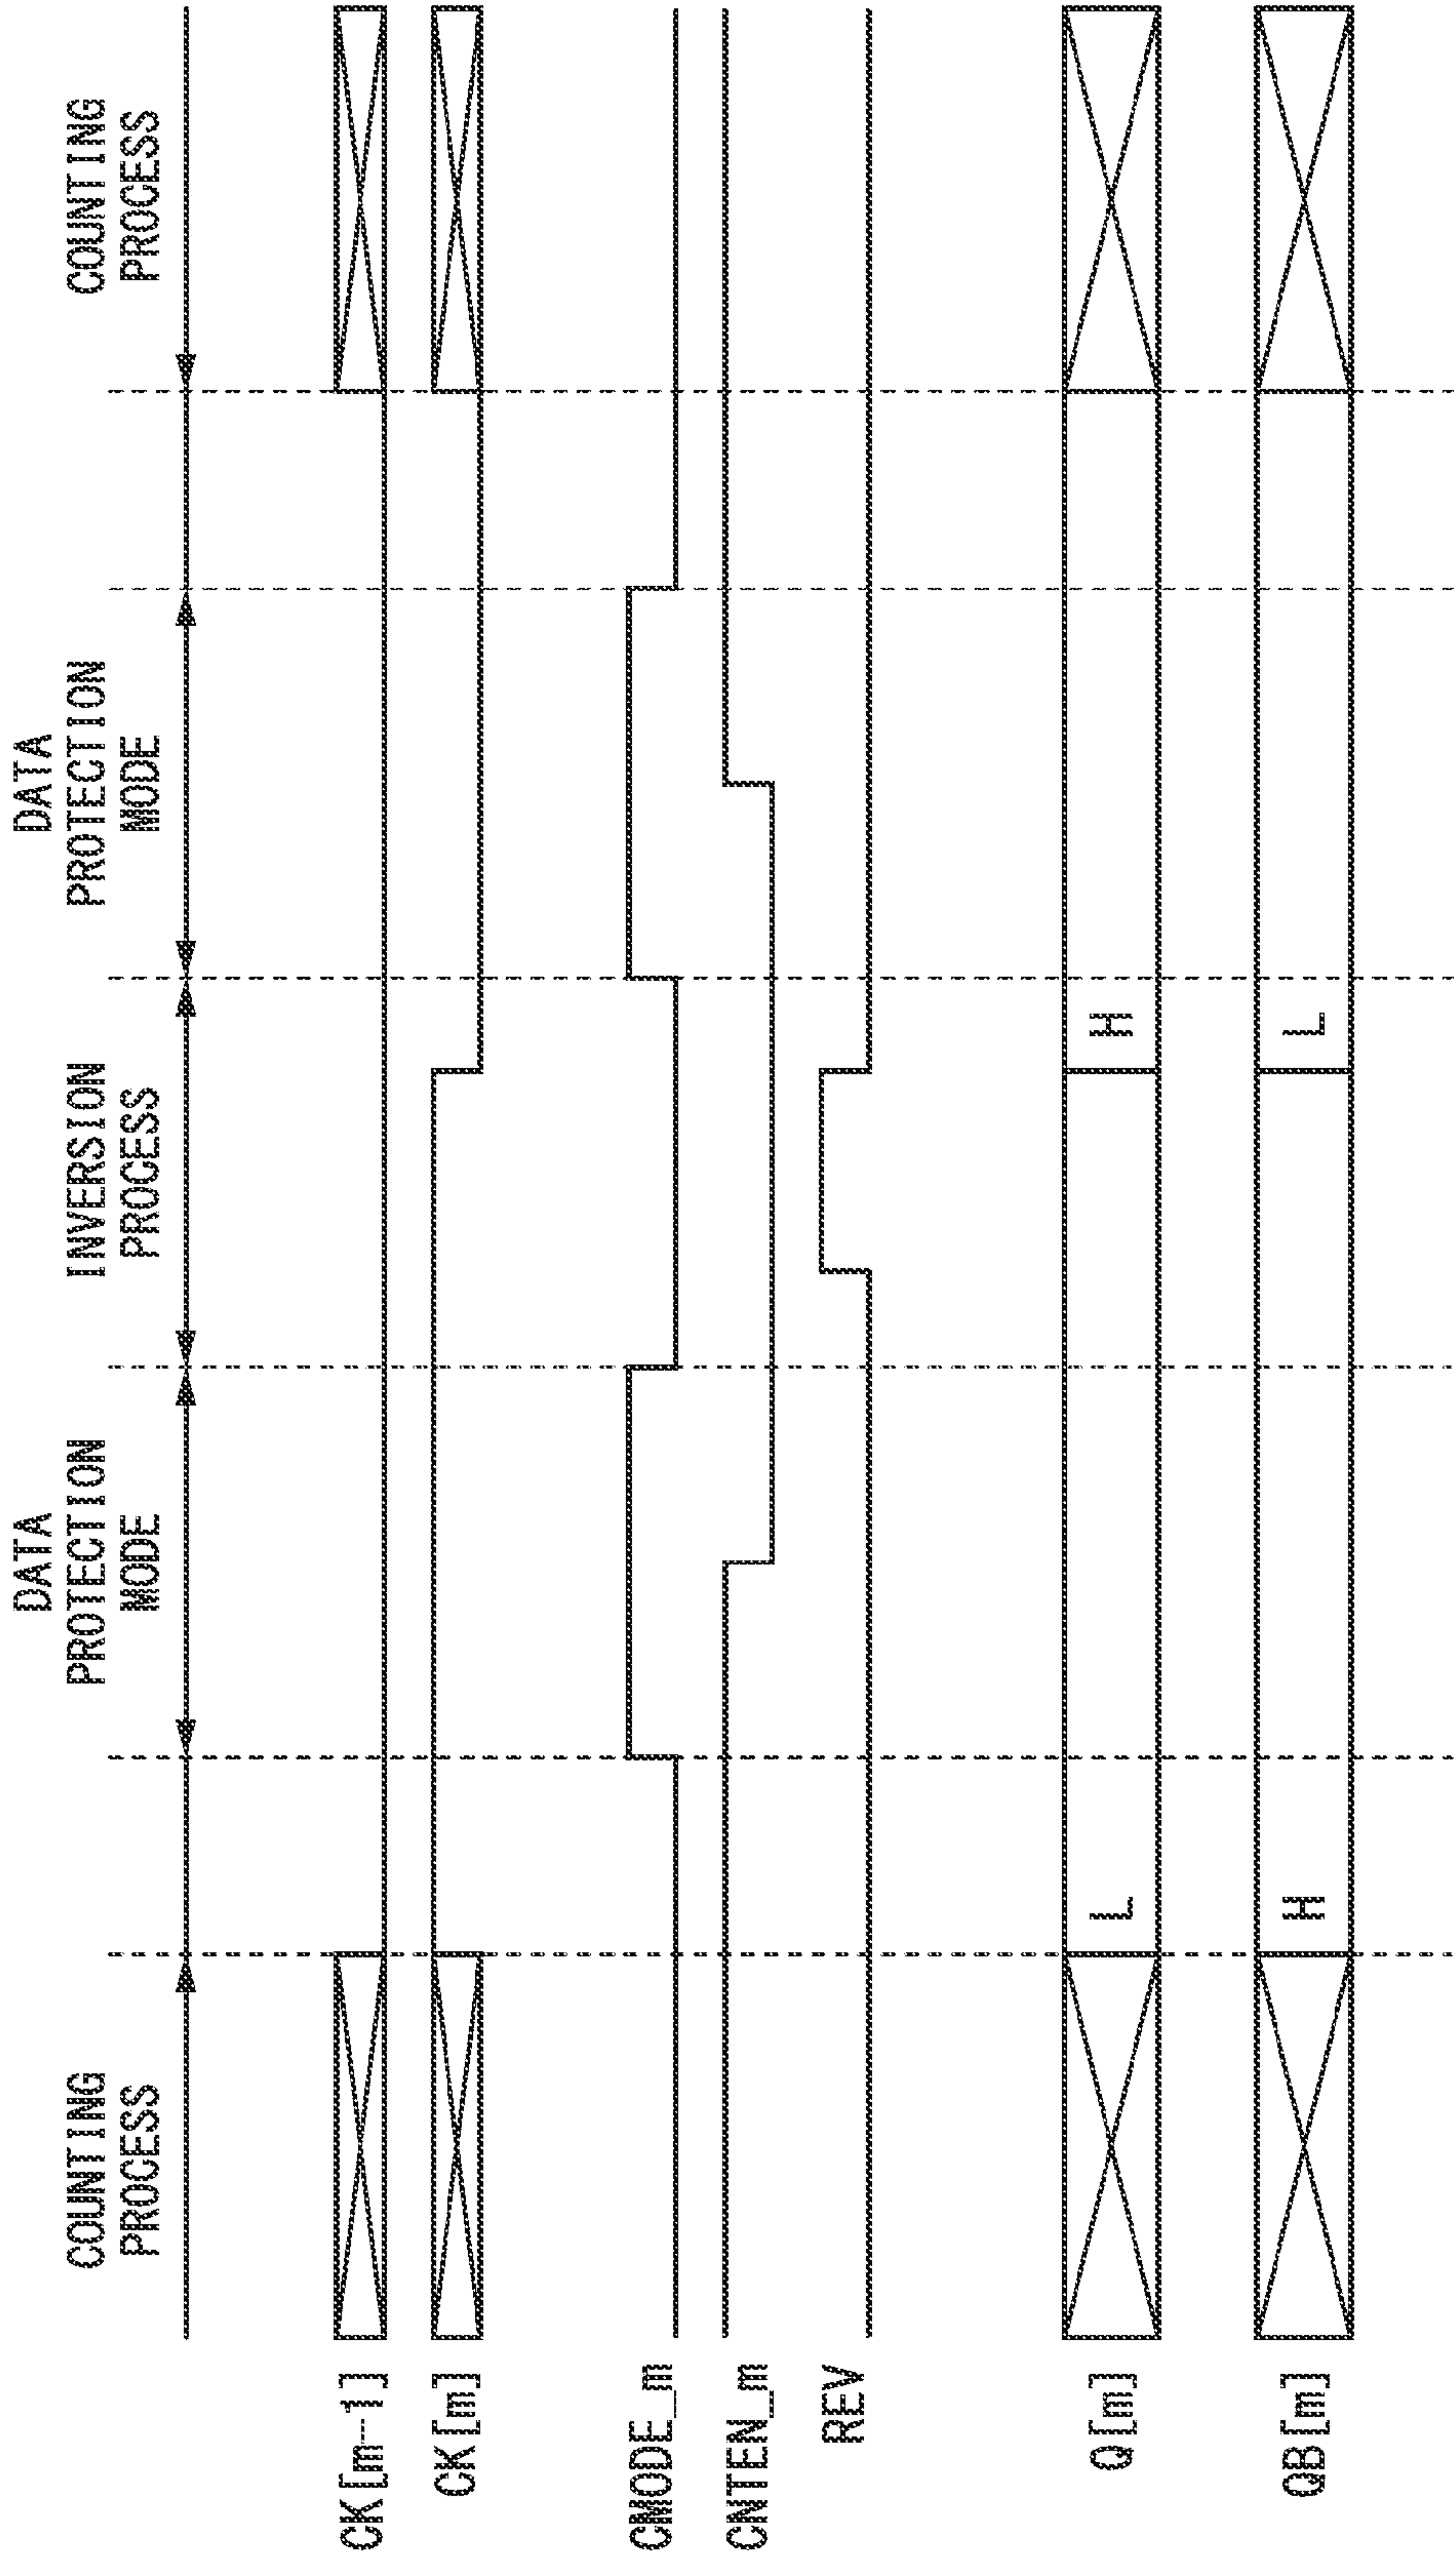 COUNTING
PROCESS
DATA
PROTECTION
MODE
INVERSION
PROCESS
DATA
PROTECTION
MODE
COUNTING
PROCESS
CK[m-1]
CK[m]
CMODE_m
CNTEN_m
REV
Q[m]
L
H
QB[m]
H
L